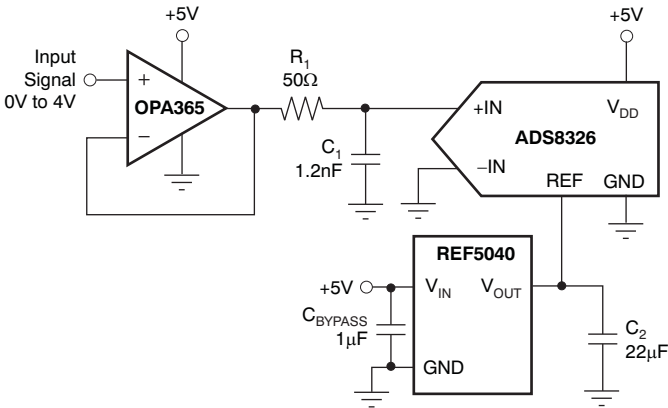 +5V
Input
Signal
0V to 4V
+
OPA365
−
R1
50Ω
C1
1.2nF
+5V
+IN
VDD
ADS8326
−IN
REF
GND
REF5040
+5V
VIN
VOUT
CBYPASS
1μF
GND
C2
22μF